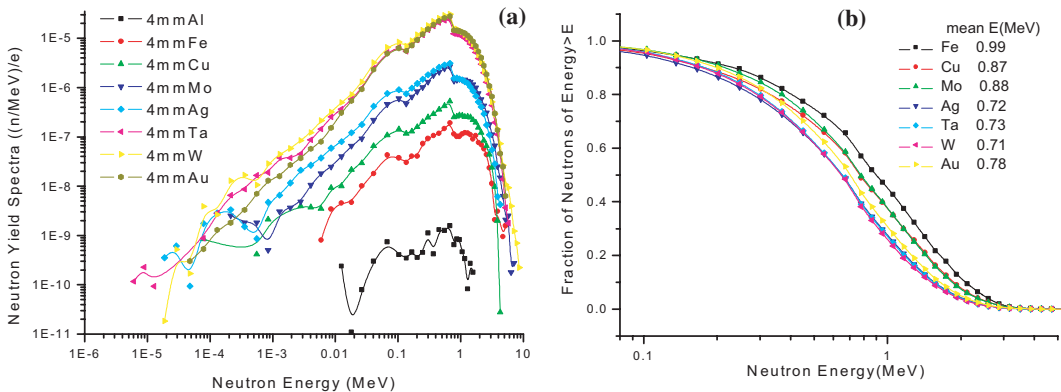 (a)
4mmAl
4mmFe
4mmCu
4mmMo
4mmAg
4mmTa
4mmW
4mmAu
Neutron Yield Spectra ((n/MeV)/e)
1E-5
1E-6
1E-7
1E-8
1E-9
1E-10
1E-11
1E-6 1E-5 1E-4 1E-3 0.01 0.1 1 10
Neutron Energy (MeV)
(b)
mean E(MeV)
Fe 0.99
Cu 0.87
Mo 0.88
Ag 0.72
Ta 0.73
W 0.71
Au 0.78
Fraction of Neutrons of Energy>E
1.0
0.8
0.6
0.4
0.2
0.0
0.1 1
Neutron Energy(MeV)